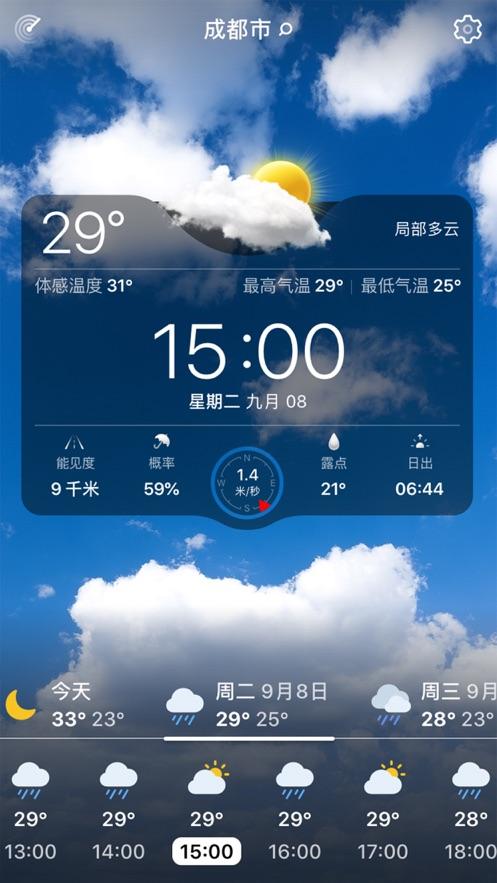 成都市
29°
局部多云
体感温度 31° 最高气温 29° 最低气温 25°
15:00
星期二 九月 08
能见度 概率 露点 日出
9 千米 59% 21° 06:44
N
W E
S
1.4
米/秒
今天 周二 9月8日 周三 9月
33° 23° 29° 25° 28° 23°
29° 29° 29° 29° 29° 28°
13:00 14:00 15:00 16:00 17:00 18:00